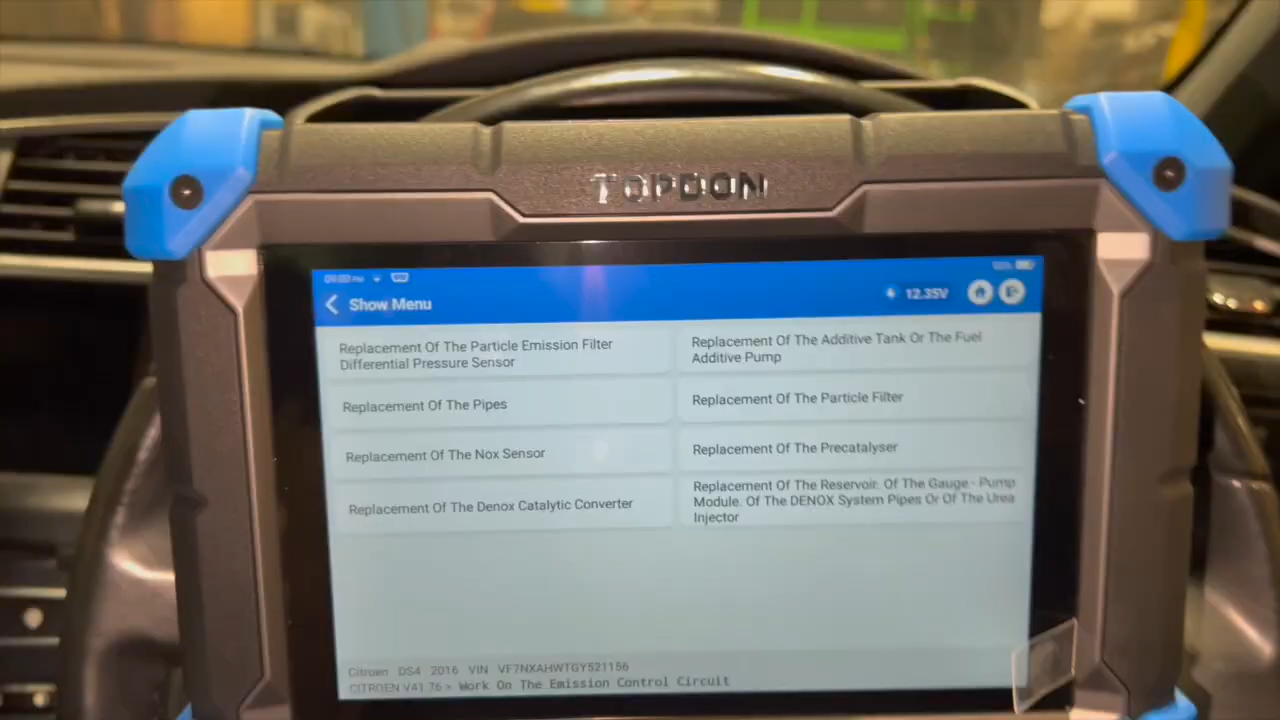 TOPDON
Show Menu
12.35V
Replacement Of The Particle Emission Filter
Differential Pressure Sensor
Replacement Of The Additive Tank Or The Fuel
Additive Pump
Replacement Of The Pipes
Replacement Of The Particle Filter
Replacement Of The Nox Sensor
Replacement Of The Precatalyser
Replacement Of The Denox Catalytic Converter
Replacement Of The Reservoir. Of The Gauge - Pump
Module. Of The DENOX System Pipes Or Of The Urea
Injector
Citroen DS4 2016 VIN VF7NXAHWTGY521156
CITROEN V41.76 > Work On The Emission Control Circuit